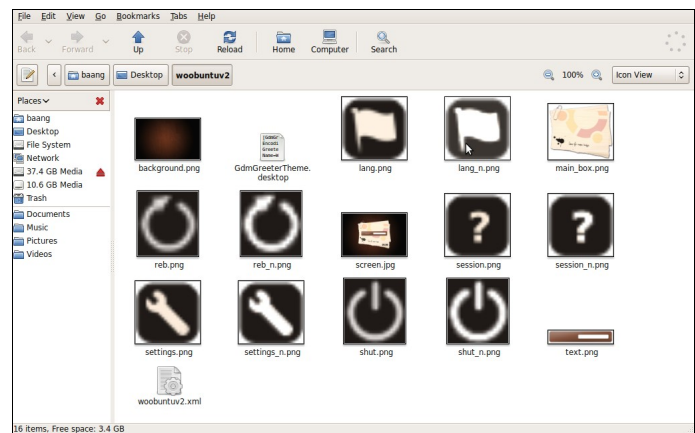 File Edit View Go Bookmarks Tabs Help
Back Forward Up Stop Reload Home Computer Search
baang Desktop woobuntuv2 100% Icon View
Places
baang
Desktop
File System
Network
37.4 GB Media
10.6 GB Media
Trash
Documents
Music
Pictures
Videos
[GdmGr
Encodi
Greete
Name=W
background.png GdmGreeterTheme.desktop lang.png lang_n.png main_box.png
reb.png reb_n.png screen.jpg session.png session_n.png
settings.png settings_n.png shut.png shut_n.png text.png
woobuntuv2.xml
16 items, Free space: 3.4 GB